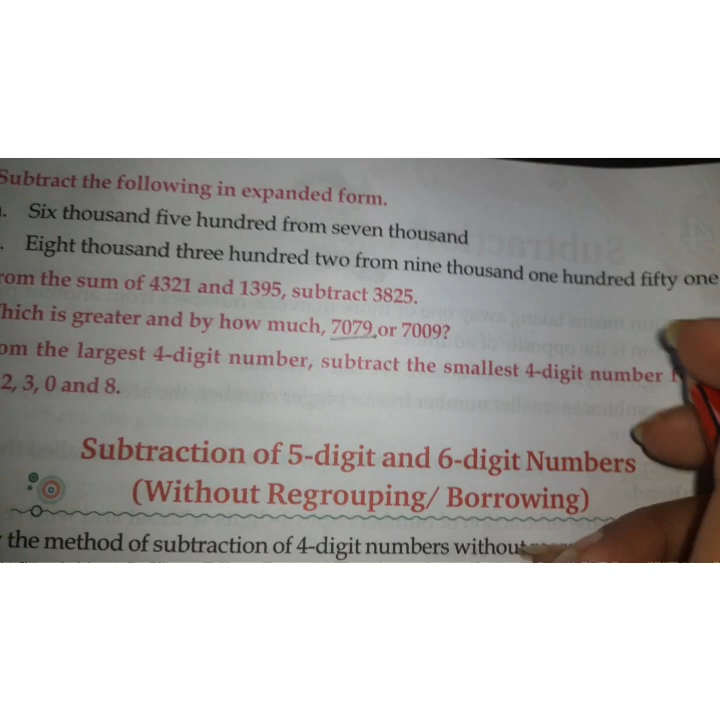 Subtract the following in expanded form.
Six thousand five hundred from seven thousand
Eight thousand three hundred two from nine thousand one hundred fifty one
rom the sum of 4321 and 1395, subtract 3825.
hich is greater and by how much, 7079 or 7009?
om the largest 4-digit number, subtract the smallest 4-digit number
2, 3, 0 and 8.
Subtraction of 5-digit and 6-digit Numbers
(Without Regrouping/ Borrowing)
the method of subtraction of 4-digit numbers without